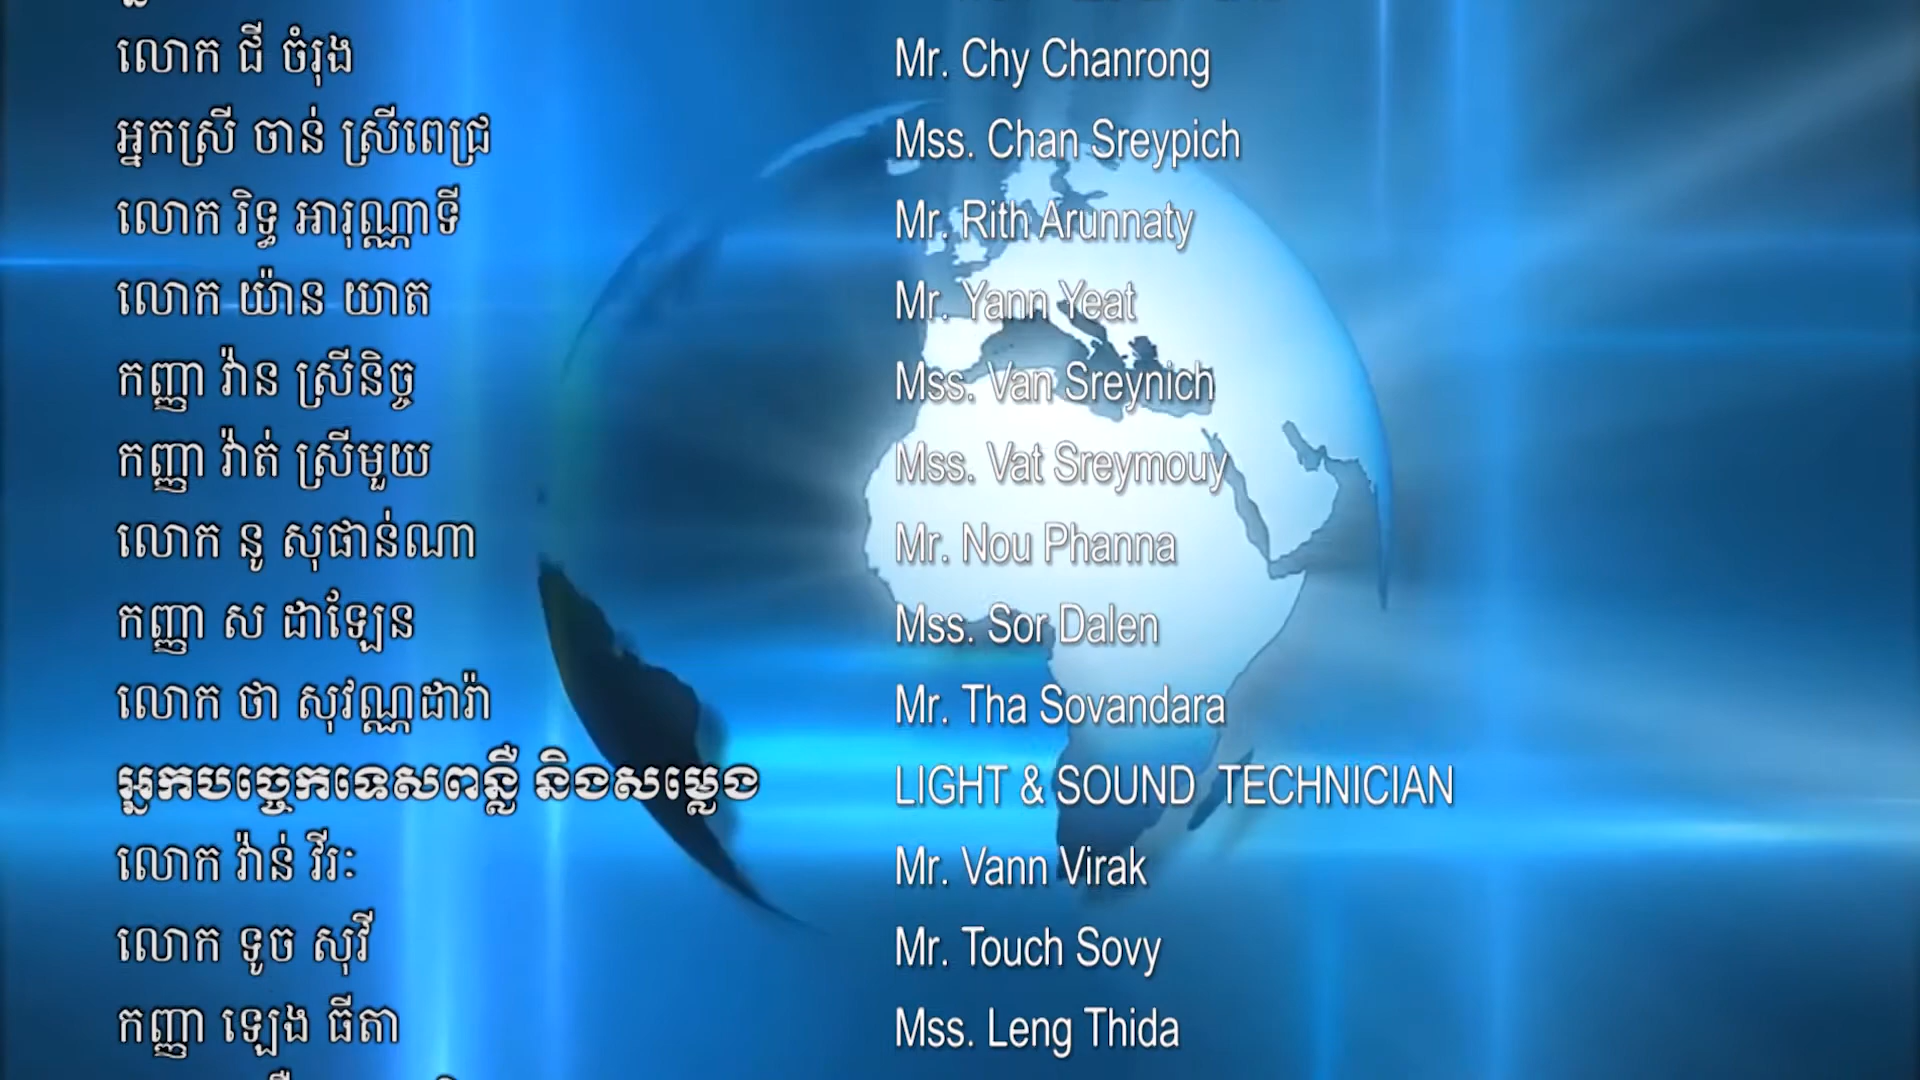 លោក ជី ចំរុង Mr. Chy Chanrong
អ្នកស្រី ចាន់ ស្រីពេជ្រ Mss. Chan Sreypich
លោក រិទ្ធ អារុណ្ណាទី Mr. Rith Arunnaty
លោក យ៉ាន យាត Mr. Yann Yeat
កញ្ញា វ៉ាន ស្រីនិច្ច Mss. Van Sreynich
កញ្ញា វ៉ាត់ ស្រីមួយ Mss. Vat Sreymouy
លោក នូ សុផាន់ណា Mr. Nou Phanna
កញ្ញា ស ដាឡែន Mss. Sor Dalen
លោក ថា សុវណ្ណដារ៉ា Mr. Tha Sovandara
អ្នកបច្ចេកទេសពន្លឺ និងសម្លេង LIGHT & SOUND TECHNICIAN
លោក វ៉ាន់ វីរៈ Mr. Vann Virak
លោក ទូច សុវី Mr. Touch Sovy
កញ្ញា ឡេង ធីតា Mss. Leng Thida